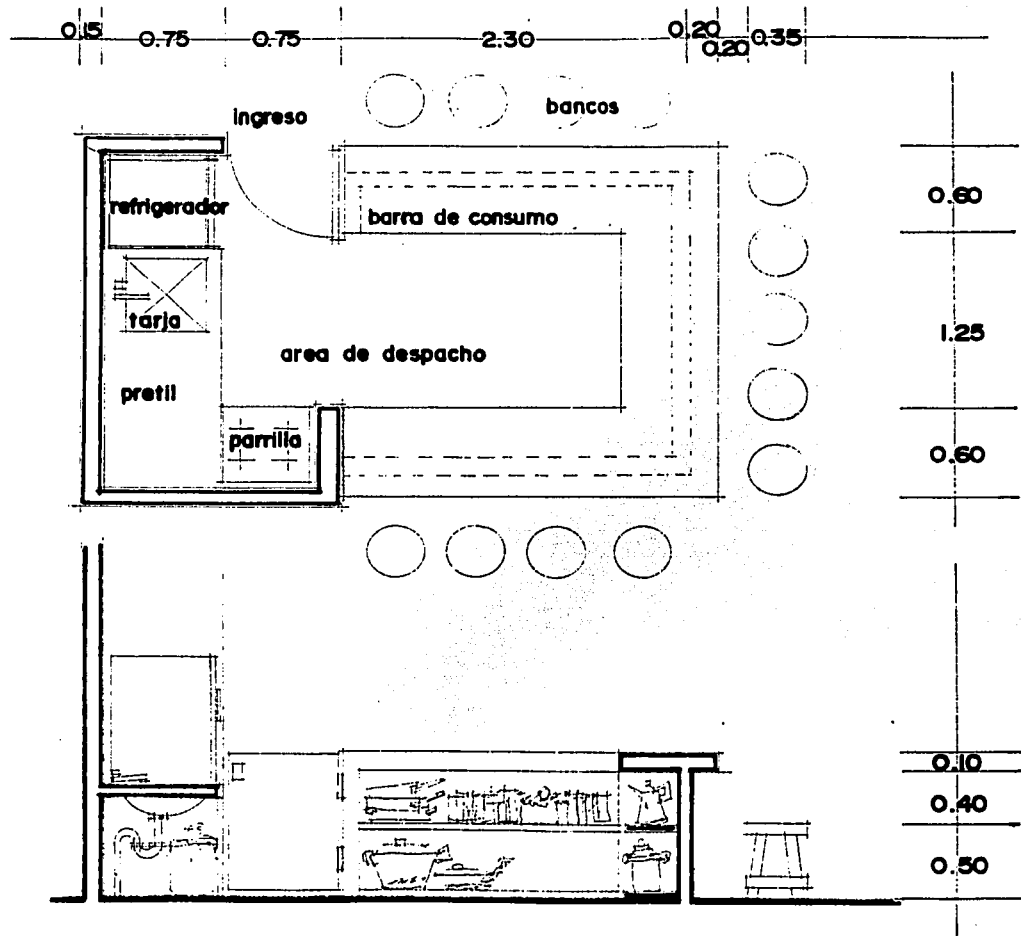 0.15 0.75 0.75 2.30 0.20 0.20 0.35
ingreso
bancos
refrigerador
barra de consumo
0.60
tarja
area de despacho
1.25
pretil
parrilla
0.60
0.10
0.40
0.50